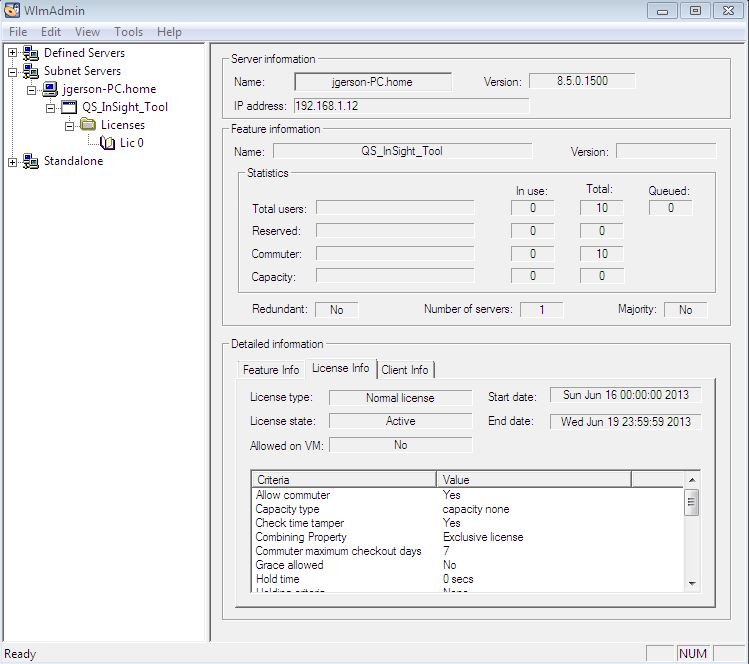 WlmAdmin
File Edit View Tools Help
Defined Servers
Subnet Servers
jgerson-PC.home
QS_InSight_Tool
Licenses
Lic 0
Standalone
Server information
Name: jgerson-PC.home Version: 8.5.0.1500
IP address: 192.168.1.12
Feature information
Name: QS_InSight_Tool Version:
Statistics
In use: Total: Queued:
Total users: 0 10 0
Reserved: 0 0
Commuter: 0 10
Capacity: 0 0
Redundant: No Number of servers: 1 Majority: No
Detailed information
Feature Info License Info Client Info
License type: Normal license Start date: Sun Jun 16 00:00:00 2013
License state: Active End date: Wed Jun 19 23:59:59 2013
Allowed on VM: No
Criteria Value
Allow commuter Yes
Capacity type capacity none
Check time tamper Yes
Combining Property Exclusive license
Commuter maximum checkout days 7
Grace allowed No
Hold time 0 secs
Holding criteria None
Ready NUM